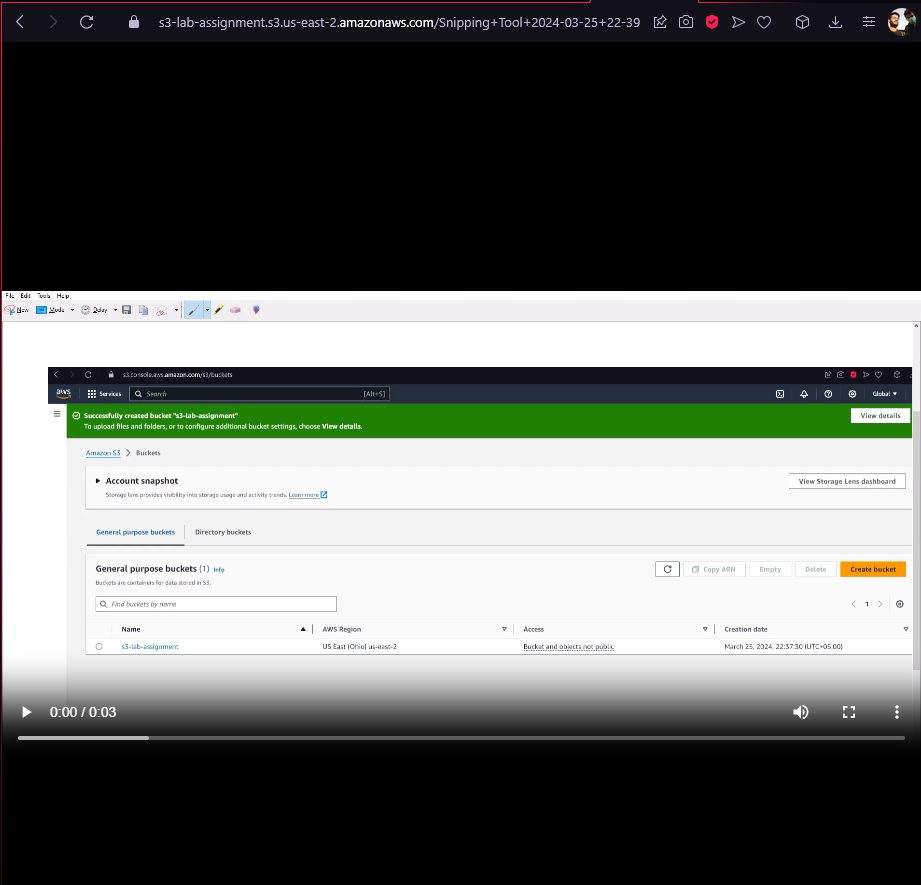 s3-lab-assignment.s3.us-east-2.amazonaws.com/Snipping+Tool+2024-03-25+22-39
File Edit Tools Help
New Mode Delay
s3.console.aws.amazon.com/s3/buckets
aws Services Search [Alt+S] Global
Successfully created bucket "s3-lab-assignment"
To upload files and folders, or to configure additional bucket settings, choose View details.
View details
Amazon S3 > Buckets
Account snapshot
Storage lens provides visibility into storage usage and activity trends. Learn more
View Storage Lens dashboard
General purpose buckets Directory buckets
General purpose buckets (1) Info
Buckets are containers for data stored in S3.
Copy ARN Empty Delete Create bucket
Find buckets by name
1
Name AWS Region Access Creation date
s3-lab-assignment US East (Ohio) us-east-2 Bucket and objects not public March 25, 2024, 22:37:30 (UTC+05:00)
0:00 / 0:03